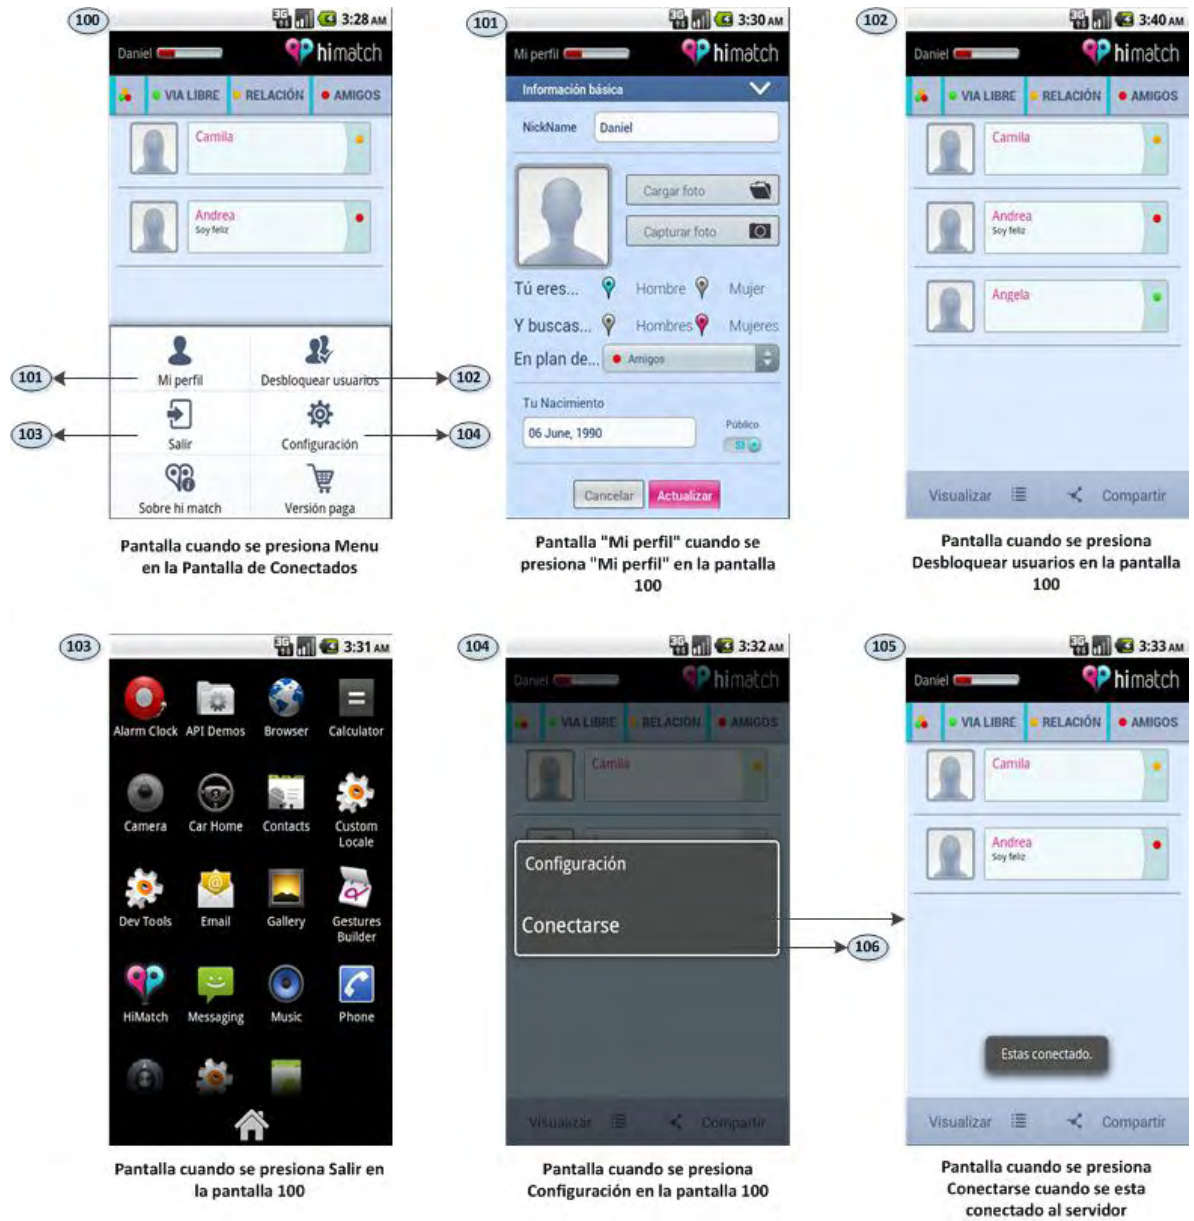 100
3G
3:28 AM
Daniel
himatch
VIA LIBRE
RELACIÓN
AMIGOS
Camila
Andrea
Soy feliz
Mi perfil
Desbloquear usuarios
Salir
Configuración
Sobre hi match
Versión paga
101
102
103
104
Pantalla cuando se presiona Menu
en la Pantalla de Conectados
101
3G
3:30 AM
Mi perfil
himatch
Información básica
NickName
Daniel
Cargar foto
Capturar foto
Tú eres...
Hombre
Mujer
Y buscas...
Hombres
Mujeres
En plan de...
Amigos
Tu Nacimiento
06 June, 1990
Público
SI
Cancelar
Actualizar
Pantalla "Mi perfil" cuando se
presiona "Mi perfil" en la pantalla
100
102
3G
3:40 AM
Daniel
himatch
VIA LIBRE
RELACIÓN
AMIGOS
Camila
Andrea
Soy feliz
Angela
Visualizar
Compartir
Pantalla cuando se presiona
Desbloquear usuarios en la pantalla
100
103
3G
3:31 AM
Alarm Clock
API Demos
Browser
Calculator
Camera
Car Home
Contacts
Custom
Locale
Dev Tools
Email
Gallery
Gestures
Builder
HiMatch
Messaging
Music
Phone
Pantalla cuando se presiona Salir en
la pantalla 100
104
3G
3:32 AM
Daniel
himatch
VIA LIBRE
RELACIÓN
AMIGOS
Camila
Configuración
Conectarse
106
Visualizar
Compartir
Pantalla cuando se presiona
Configuración en la pantalla 100
105
3G
3:33 AM
Daniel
himatch
VIA LIBRE
RELACIÓN
AMIGOS
Camila
Andrea
Soy feliz
Estas conectado.
Visualizar
Compartir
Pantalla cuando se presiona
Conectarse cuando se esta
conectado al servidor